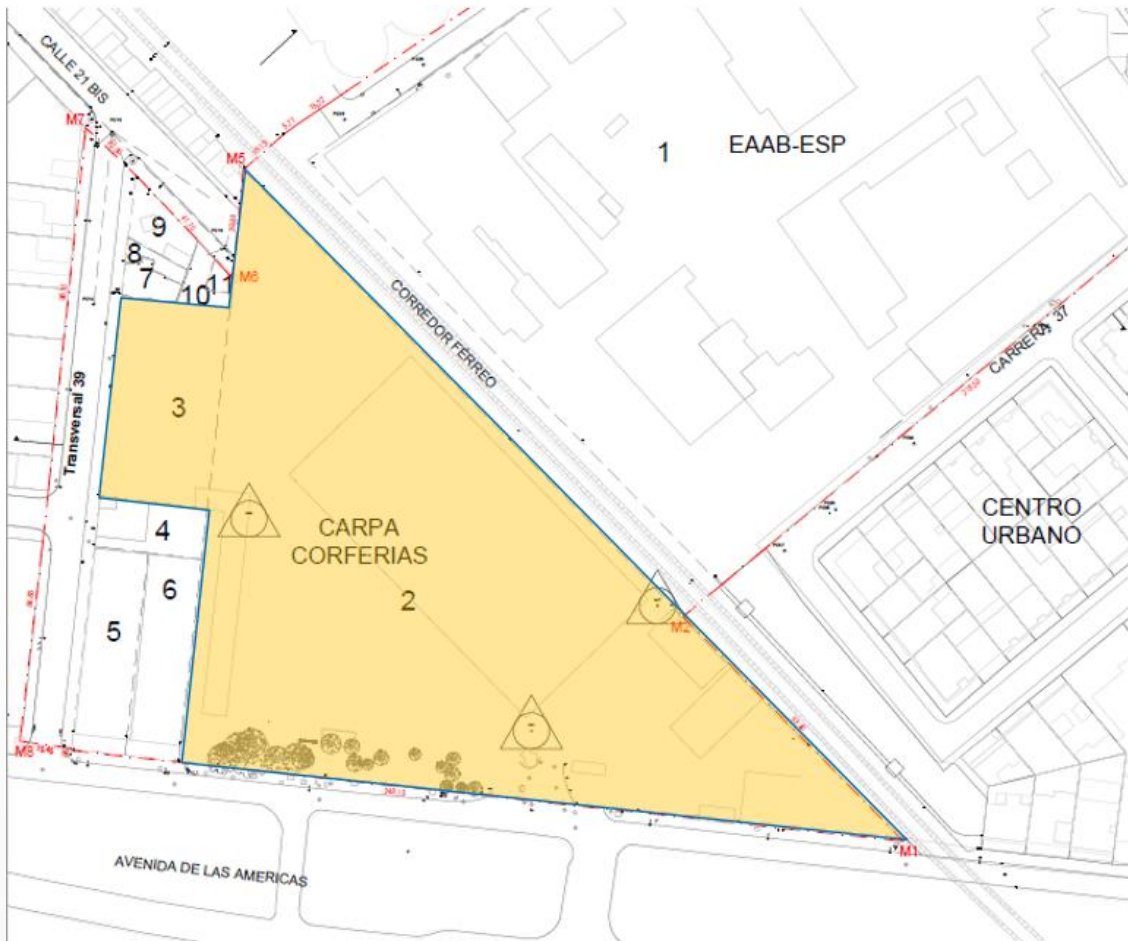 CALLE 21 BIS
M7
M5
1
EAAB-ESP
9
8
7
10
11
M6
CORREDOR FÉRREO
CARRERA 37
3
Transversal 39
4
CARPA
CORFERIAS
2
CENTRO
URBANO
6
5
M2
M8
M1
AVENIDA DE LAS AMERICAS